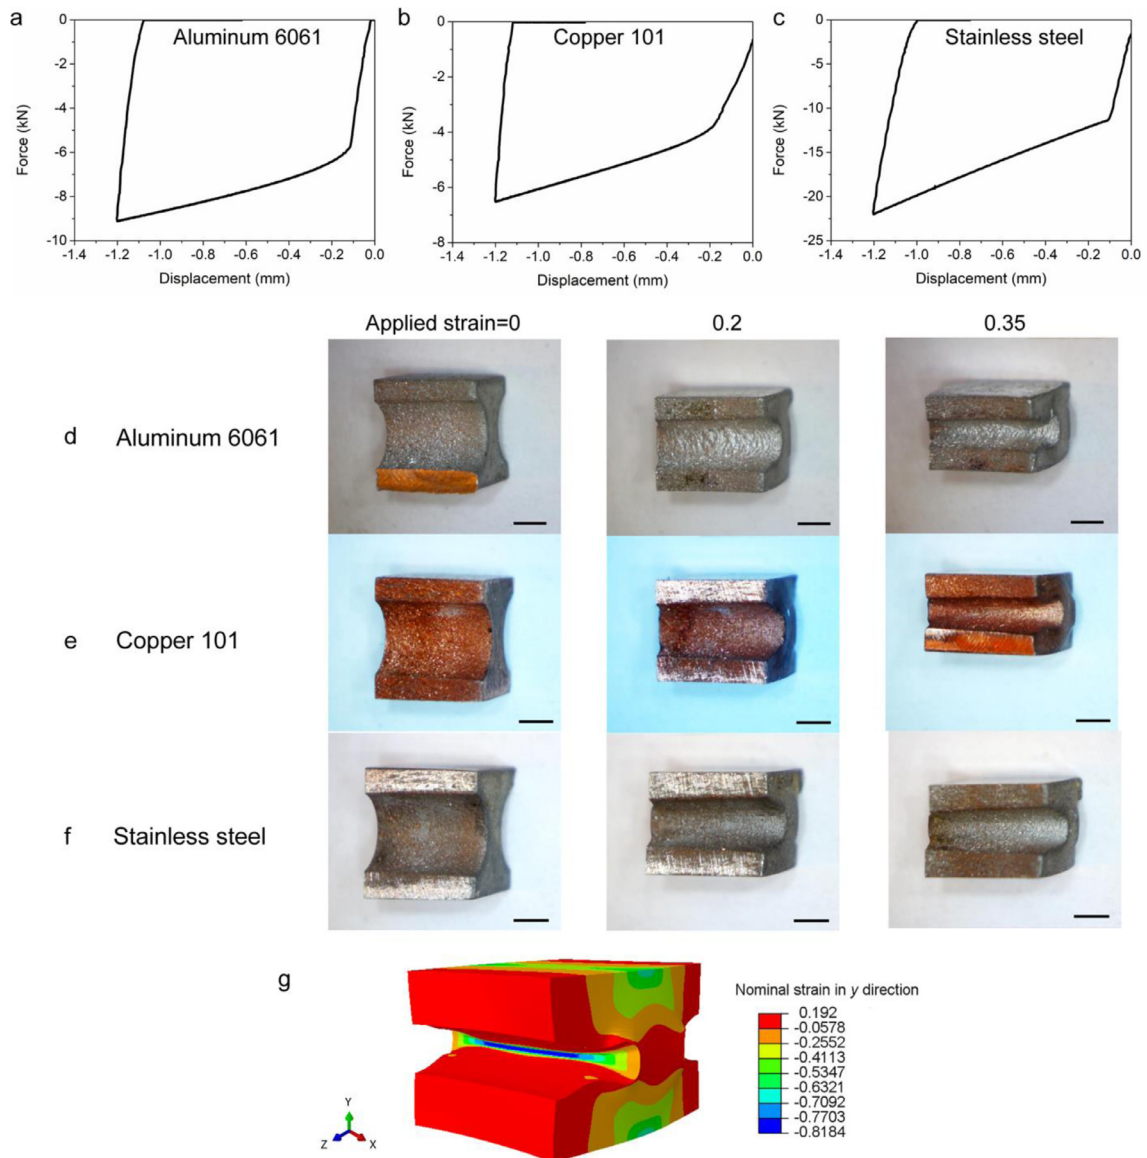 a
Aluminum 6061
0
-2
-4
-6
-8
-10
Force (kN)
-1.4 -1.2 -1.0 -0.8 -0.6 -0.4 -0.2 0.0
Displacement (mm)
b
Copper 101
0
-2
-4
-6
-8
Force (kN)
-1.4 -1.2 -1.0 -0.8 -0.6 -0.4 -0.2 0.0
Displacement (mm)
c
Stainless steel
0
-5
-10
-15
-20
-25
Force (kN)
-1.4 -1.2 -1.0 -0.8 -0.6 -0.4 -0.2 0.0
Displacement (mm)
Applied strain=0 0.2 0.35
d Aluminum 6061
e Copper 101
f Stainless steel
g
Nominal strain in y direction
0.192
-0.0578
-0.2552
-0.4113
-0.5347
-0.6321
-0.7092
-0.7703
-0.8184
Y
Z X